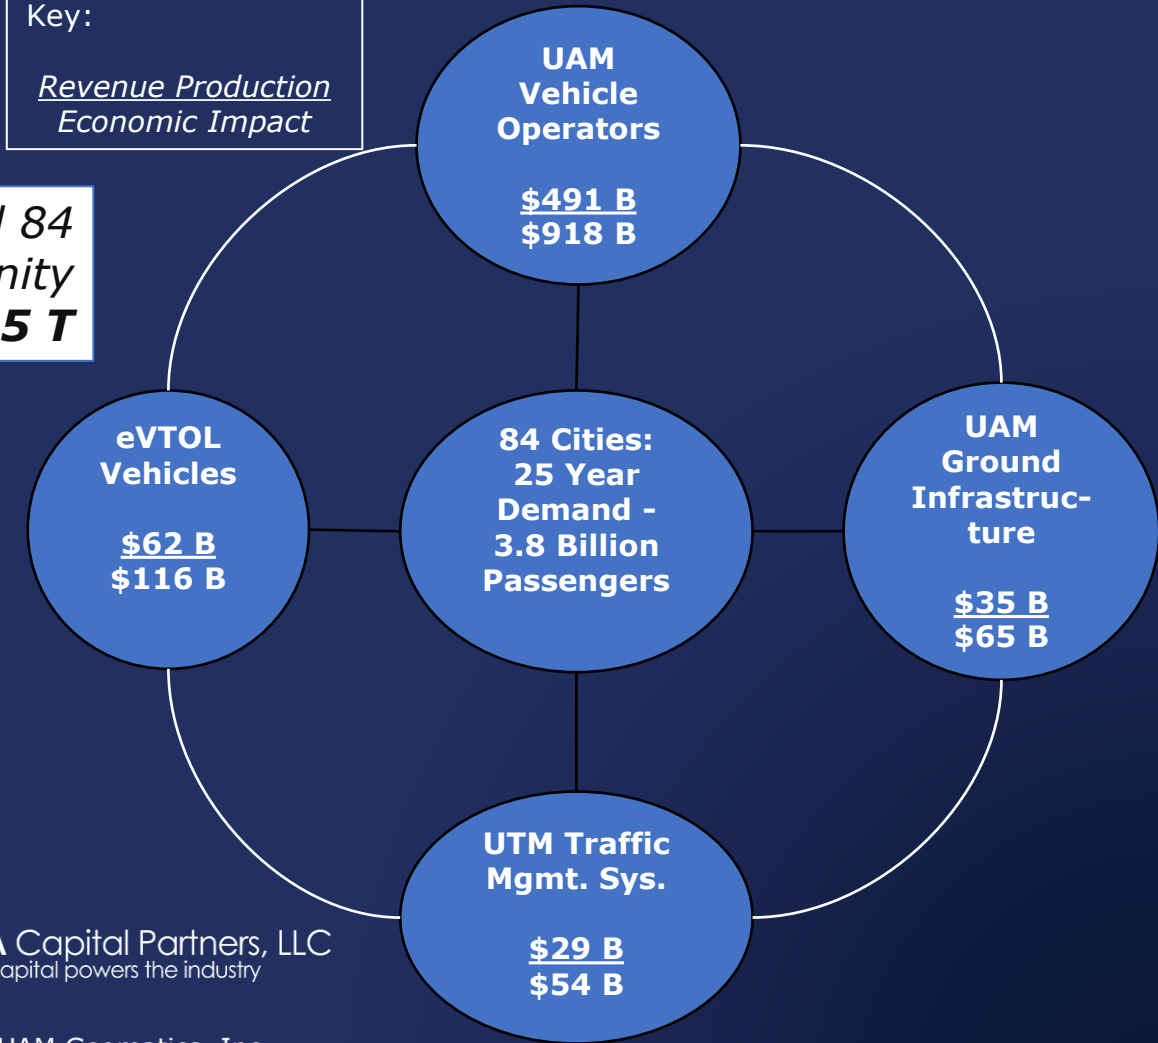 Key:
Revenue Production
Economic Impact
84
5 T
UAM
Vehicle
Operators
$491 B
$918 B
eVTOL
Vehicles
$62 B
$116 B
84 Cities:
25 Year
Demand –
3.8 Billion
Passengers
UAM
Ground
Infrastruc-
ture
$35 B
$65 B
UTM Traffic
Mgmt. Sys.
$29 B
$54 B
Capital Partners, LLC
capital powers the industry